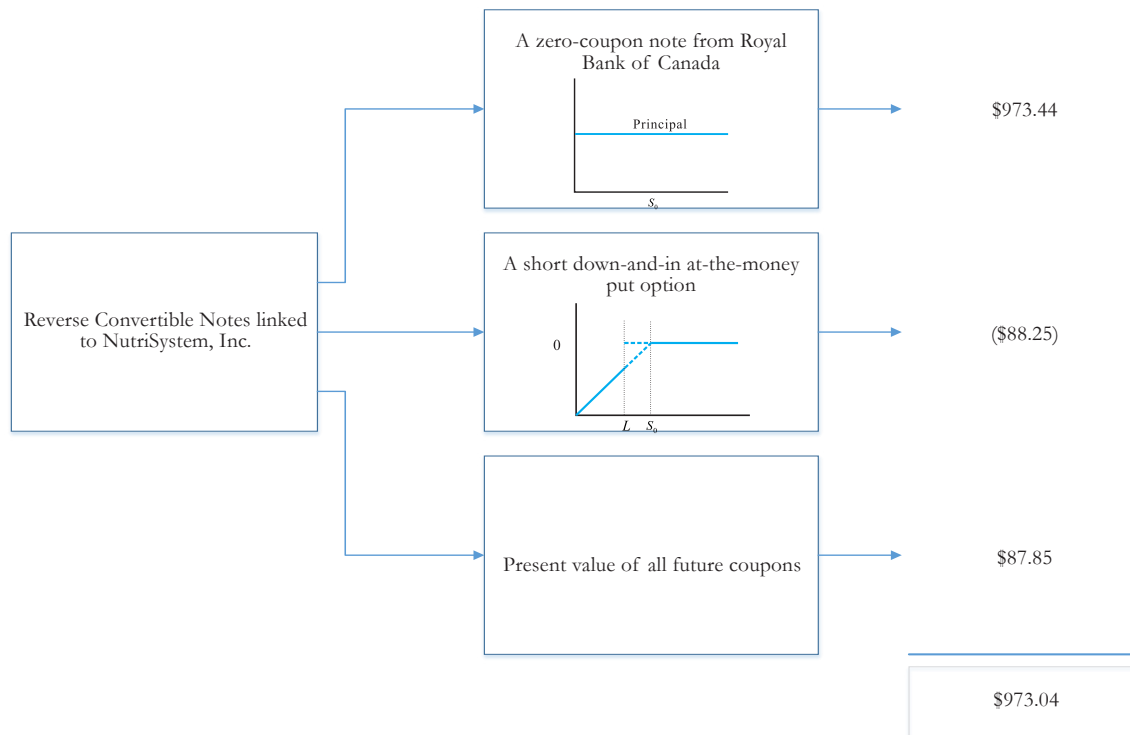 A zero-coupon note from Royal
Bank of Canada
Principal
S₀
$973.44
Reverse Convertible Notes linked
to NutriSystem, Inc.
A short down-and-in at-the-money
put option
0
L S₀
($88.25)
Present value of all future coupons
$87.85
$973.04